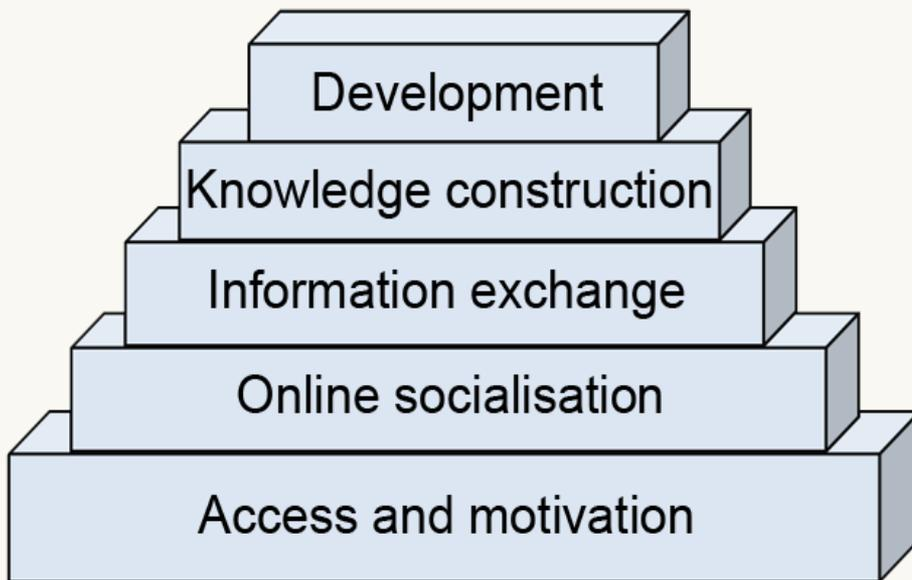 Development
Knowledge construction
Information exchange
Online socialisation
Access and motivation